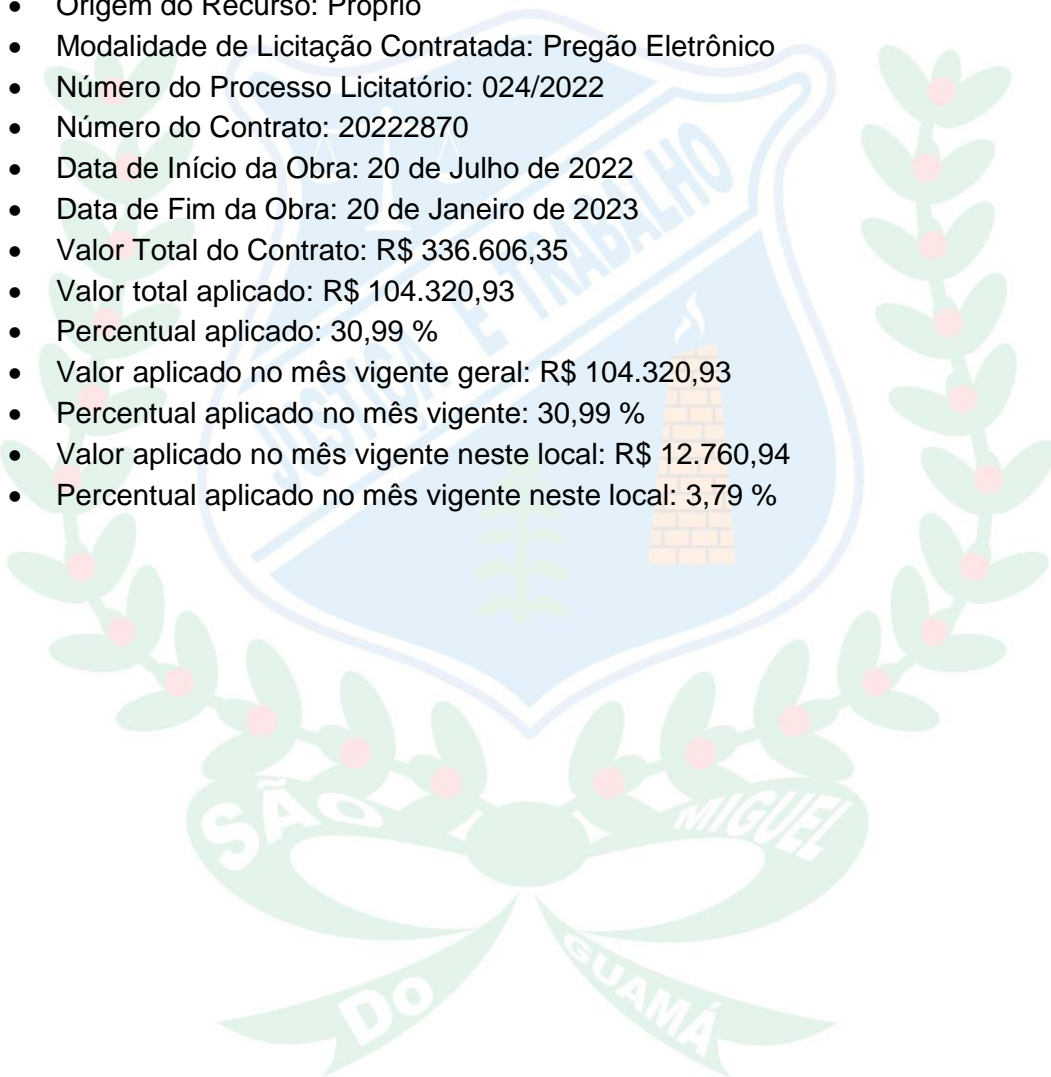 • Origem do Recurso: Próprio
• Modalidade de Licitação Contratada: Pregão Eletrônico
• Número do Processo Licitatório: 024/2022
• Número do Contrato: 20222870
• Data de Início da Obra: 20 de Julho de 2022
• Data de Fim da Obra: 20 de Janeiro de 2023
• Valor Total do Contrato: R$ 336.606,35
• Valor total aplicado: R$ 104.320,93
• Percentual aplicado: 30,99 %
• Valor aplicado no mês vigente geral: R$ 104.320,93
• Percentual aplicado no mês vigente: 30,99 %
• Valor aplicado no mês vigente neste local: R$ 12.760,94
• Percentual aplicado no mês vigente neste local: 3,79 %
JUSTIÇA E TRABALHO
SÃO MIGUEL
DO GUAMÁ